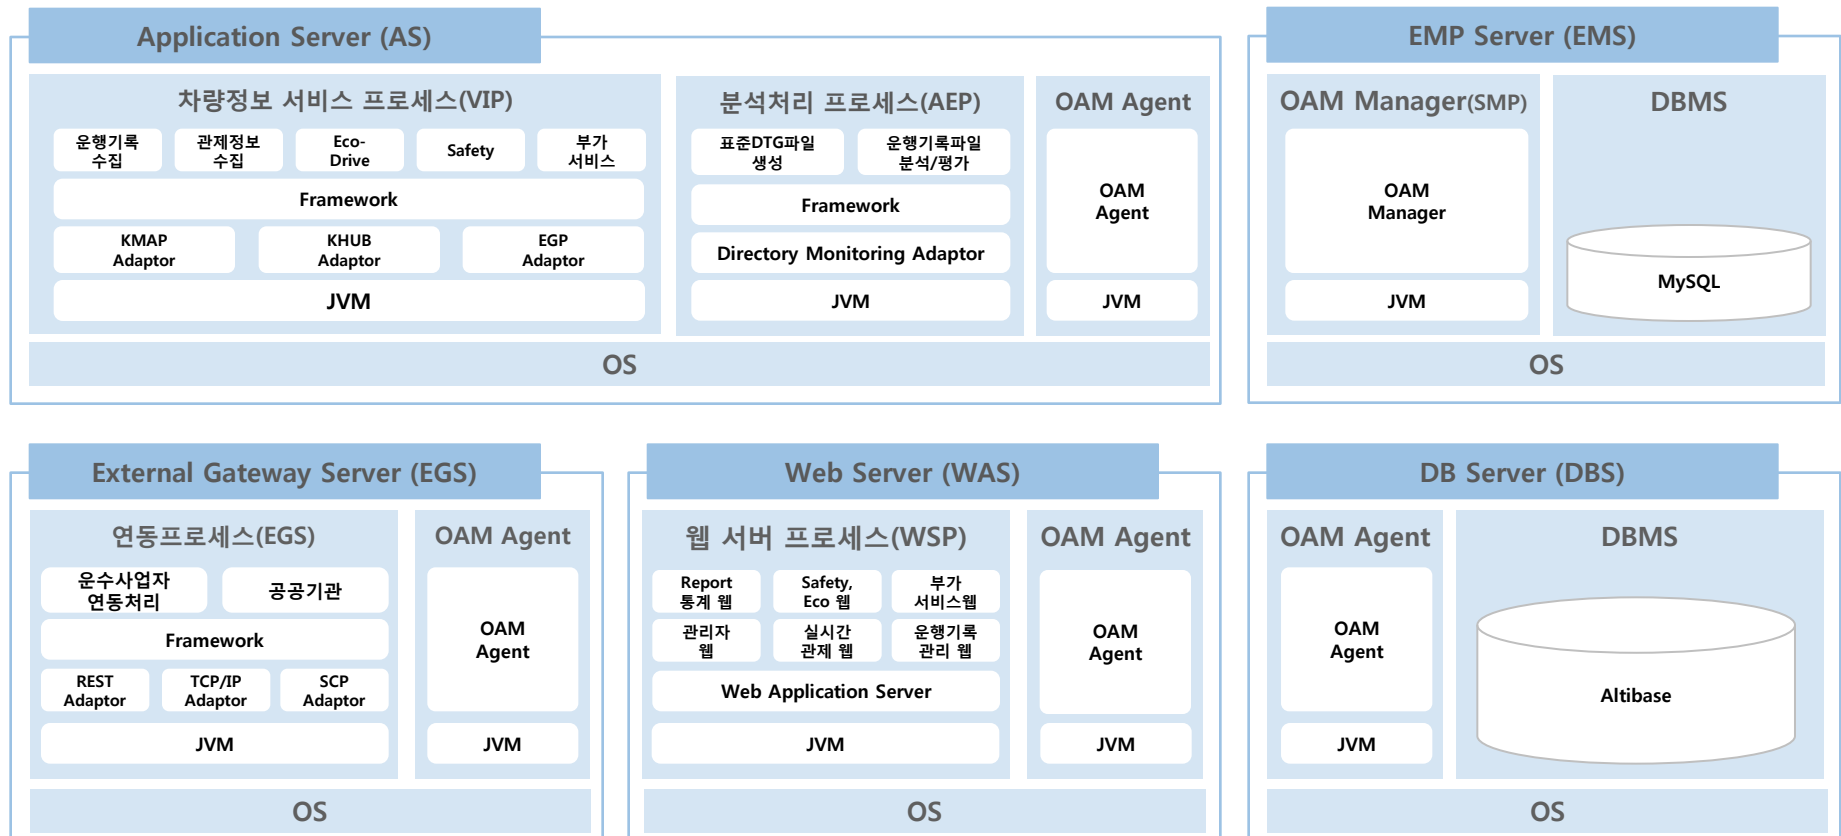 Application Server (AS)
차량정보 서비스 프로세스(VIP)
운행기록
수집
관제정보
수집
Eco-
Drive
Safety
부가
서비스
Framework
KMAP
Adaptor
KHUB
Adaptor
EGP
Adaptor
JVM
분석처리 프로세스(AEP)
표준DTG파일
생성
운행기록파일
분석/평가
Framework
Directory Monitoring Adaptor
JVM
OAM Agent
OAM
Agent
JVM
OS
EMP Server (EMS)
OAM Manager(SMP)
OAM
Manager
JVM
DBMS
MySQL
OS
External Gateway Server (EGS)
연동프로세스(EGS)
운수사업자
연동처리
공공기관
Framework
REST
Adaptor
TCP/IP
Adaptor
SCP
Adaptor
JVM
OAM Agent
OAM
Agent
JVM
OS
Web Server (WAS)
웹 서버 프로세스(WSP)
Report
통계 웹
Safety,
Eco 웹
부가
서비스웹
관리자
웹
실시간
관제 웹
운행기록
관리 웹
Web Application Server
JVM
OAM Agent
OAM
Agent
JVM
OS
DB Server (DBS)
OAM Agent
OAM
Agent
JVM
DBMS
Altibase
OS